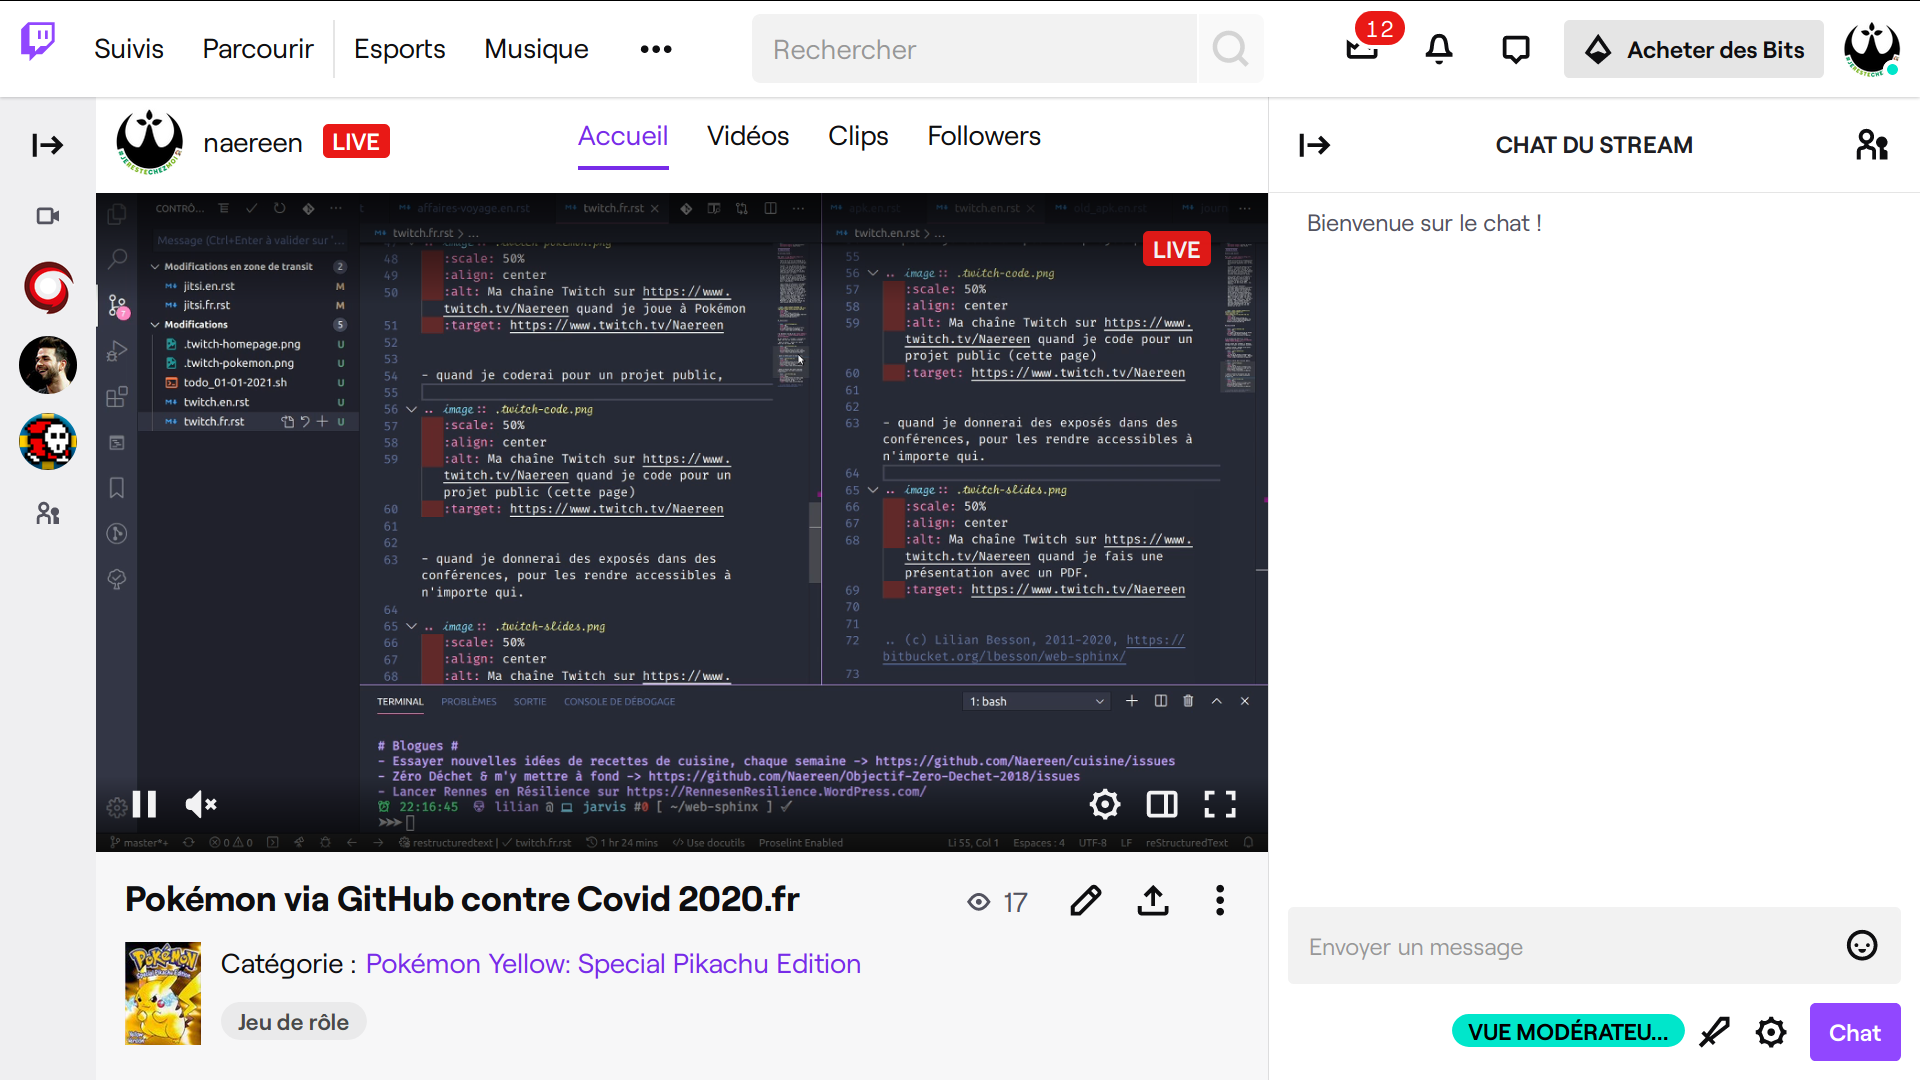 Suivis Parcourir Esports Musique
Rechercher
12
Acheter des Bits
naereen LIVE
Accueil Vidéos Clips Followers
CHAT DU STREAM
Bienvenue sur le chat !
CONTRÔ...
Message (Ctrl+Enter à valider sur '...
Modifications en zone de transit 2
jitsi.en.rst M
jitsi.fr.rst M
Modifications 5
.twitch-homepage.png U
.twitch-pokemon.png U
todo_01-01-2021.sh U
twitch.en.rst U
twitch.fr.rst U
affaires-voyage.en.rst twitch.fr.rst
twitch.fr.rst > ...
48 :scale: 50%
49 :align: center
50 :alt: Ma chaîne Twitch sur https://www.
twitch.tv/Naereen quand je joue à Pokémon
51 :target: https://www.twitch.tv/Naereen
52
53
54 - quand je coderai pour un projet public,
55
56 .. image:: .twitch-code.png
57 :scale: 50%
58 :align: center
59 :alt: Ma chaîne Twitch sur https://www.
twitch.tv/Naereen quand je code pour un
projet public (cette page)
60 :target: https://www.twitch.tv/Naereen
61
62
63 - quand je donnerai des exposés dans des
conférences, pour les rendre accessibles à
n'importe qui.
64
65 .. image:: .twitch-slides.png
66 :scale: 50%
67 :align: center
68 :alt: Ma chaîne Twitch sur https://www.
apk.en.rst twitch.en.rst old_apk.en.rst journ
twitch.en.rst > ...
LIVE
55
56 .. image:: .twitch-code.png
57 :scale: 50%
58 :align: center
59 :alt: Ma chaîne Twitch sur https://www.
twitch.tv/Naereen quand je code pour un
projet public (cette page)
60 :target: https://www.twitch.tv/Naereen
61
62
63 - quand je donnerai des exposés dans des
conférences, pour les rendre accessibles à
n'importe qui.
64
65 .. image:: .twitch-slides.png
66 :scale: 50%
67 :align: center
68 :alt: Ma chaîne Twitch sur https://www.
twitch.tv/Naereen quand je fais une
présentation avec un PDF.
69 :target: https://www.twitch.tv/Naereen
70
71
72 .. (c) Lilian Besson, 2011-2020, https://
bitbucket.org/lbesson/web-sphinx/
73
TERMINAL PROBLÈMES SORTIE CONSOLE DE DÉBOGAGE 1: bash
# Blogues #
- Essayer nouvelles idées de recettes de cuisine, chaque semaine -> https://github.com/Naereen/cuisine/issues
- Zéro Déchet & m'y mettre à fond -> https://github.com/Naereen/Objectif-Zero-Dechet-2018/issues
- Lancer Rennes en Résilience sur https://RennesenResilience.WordPress.com/
22:16:45 lilian @ jarvis #0 [ ~/web-sphinx ] ✓
>>>
master*+ 0 0 restructuredtext | ✓ twitch.fr.rst 1 hr 24 mins </> Use docutils Proselint Enabled Li 55, Col 1 Espaces : 4 UTF-8 LF reStructuredText
Pokémon via GitHub contre Covid 2020.fr
17
Catégorie : Pokémon Yellow: Special Pikachu Edition
Jeu de rôle
Envoyer un message
VUE MODÉRATEU...
Chat